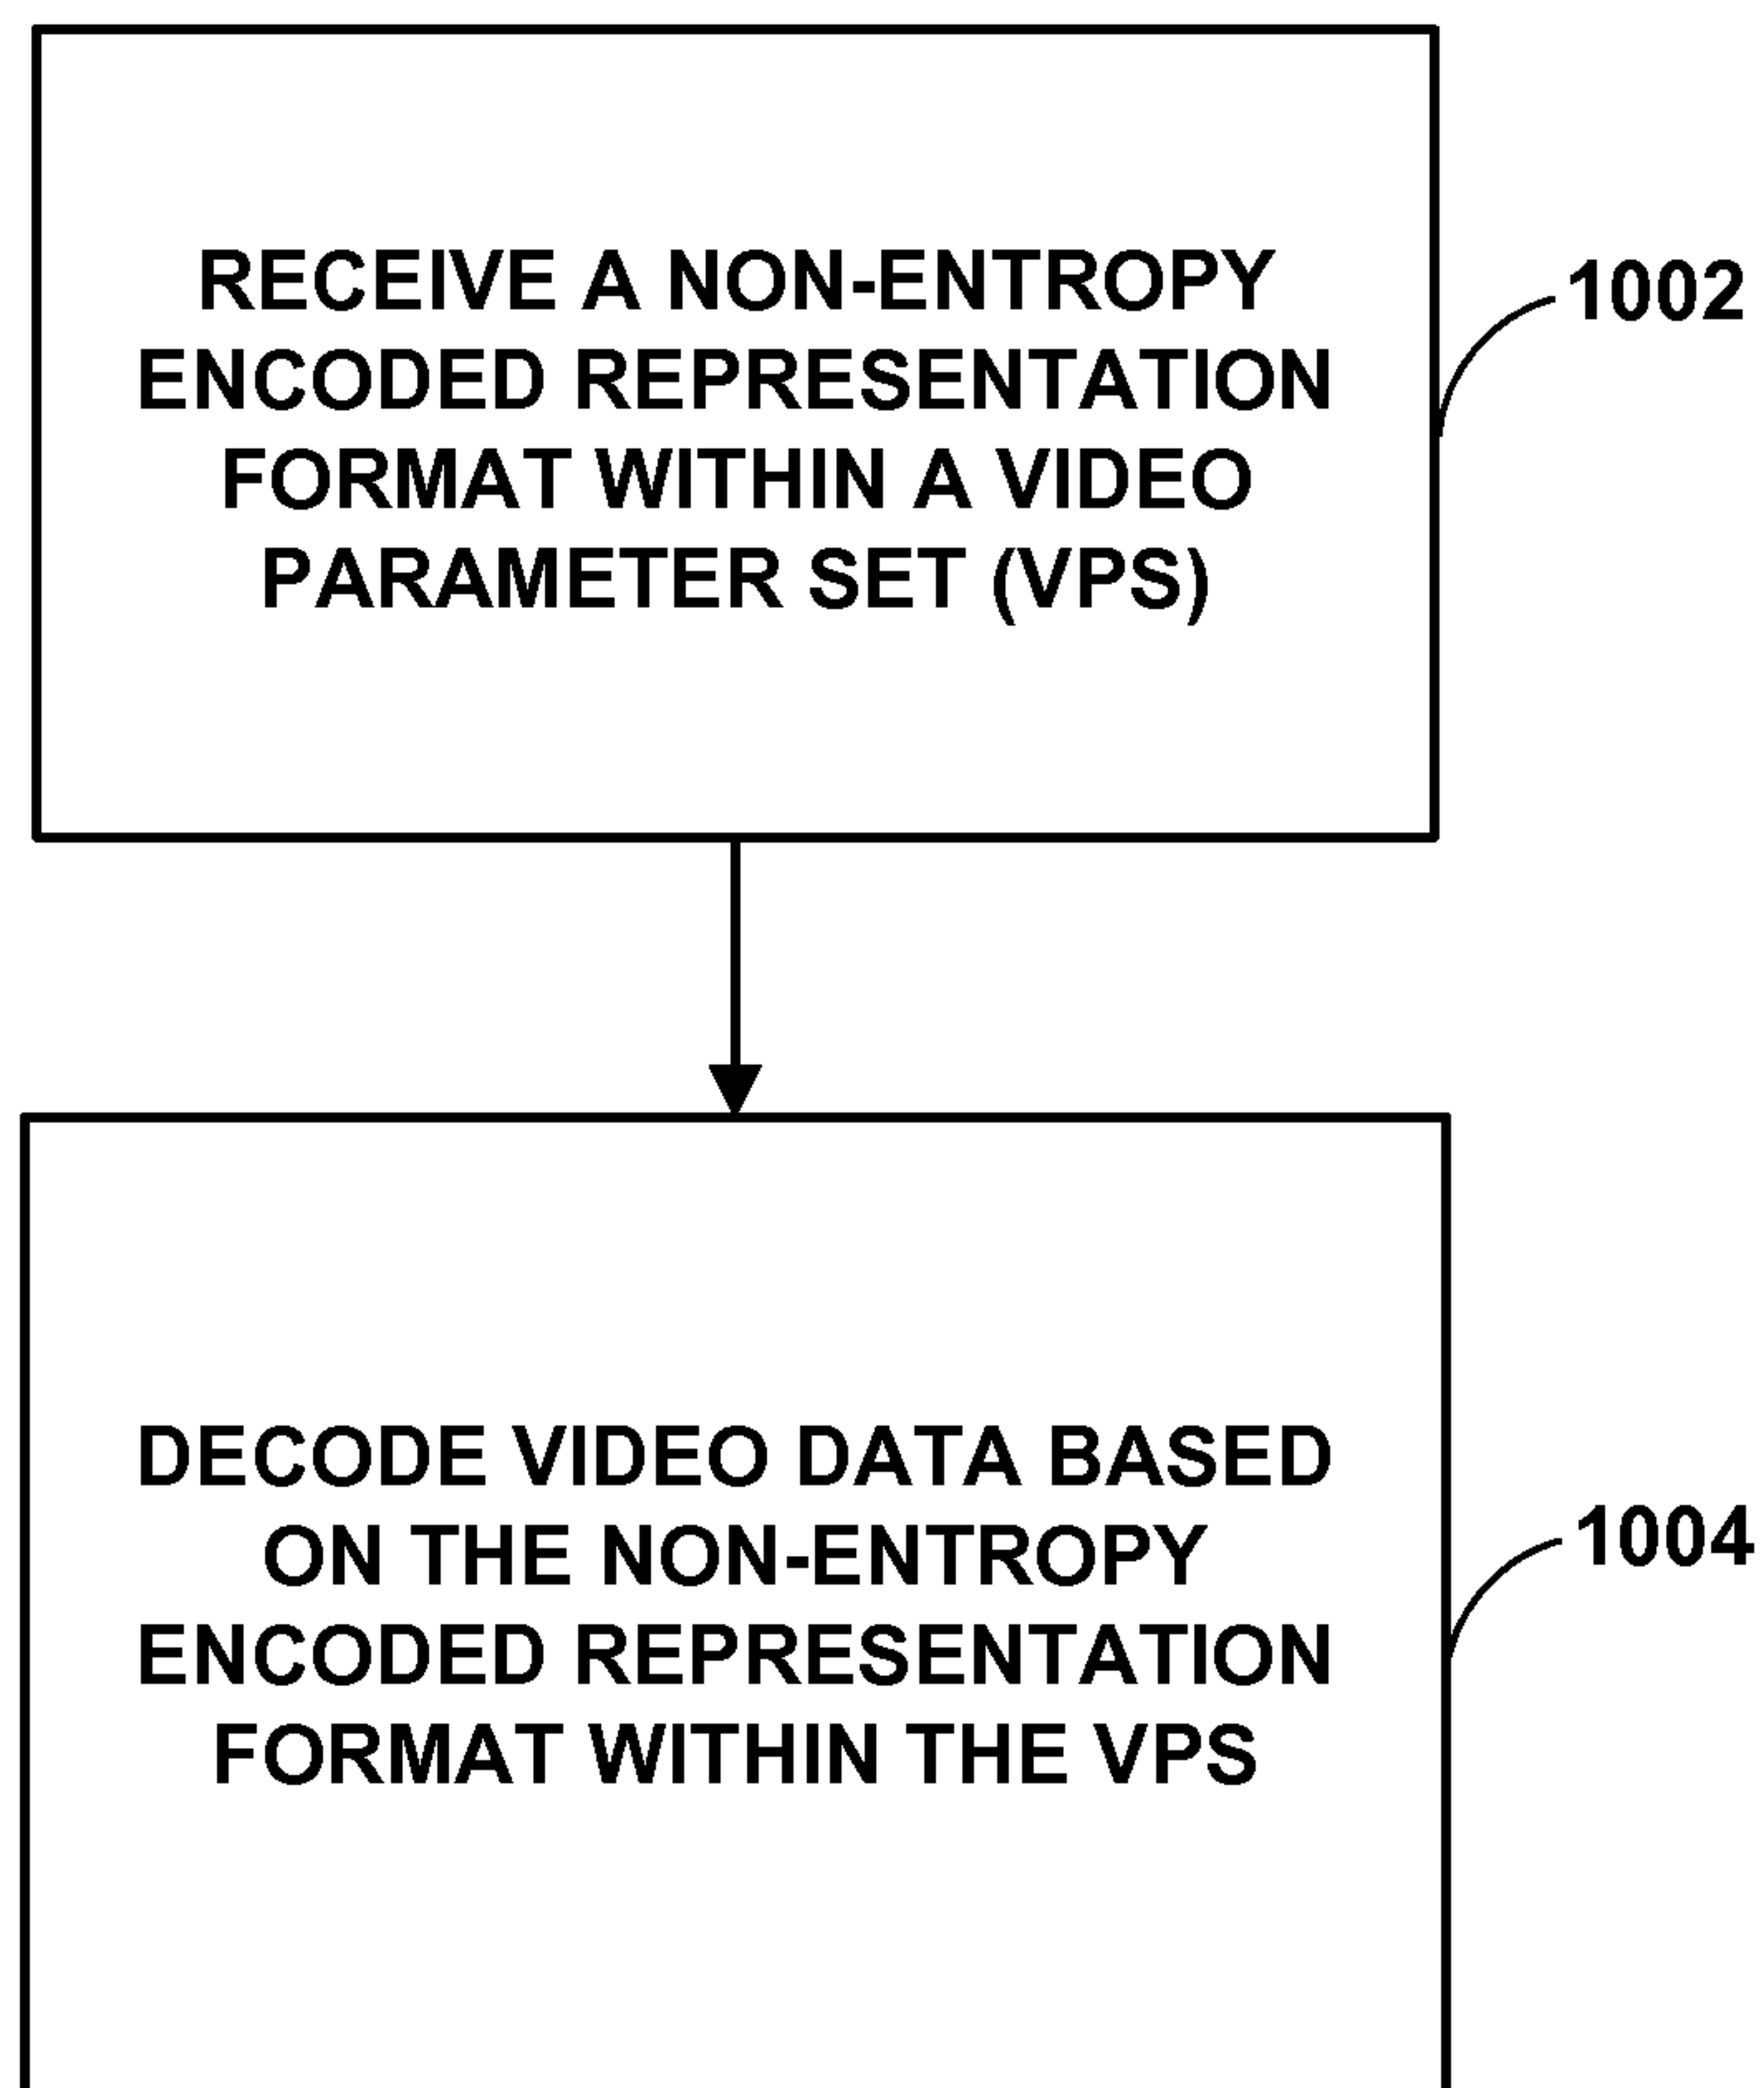 RECEIVE A NON-ENTROPY
ENCODED REPRESENTATION
FORMAT WITHIN A VIDEO
PARAMETER SET (VPS)
1002
DECODE VIDEO DATA BASED
ON THE NON-ENTROPY
ENCODED REPRESENTATION
FORMAT WITHIN THE VPS
1004